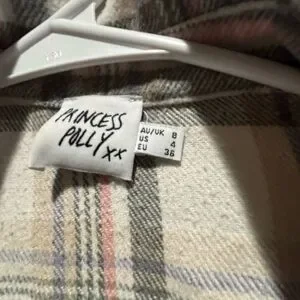 PRINCESS
POLLY xx
AU/UK 8
US 4
EU 36